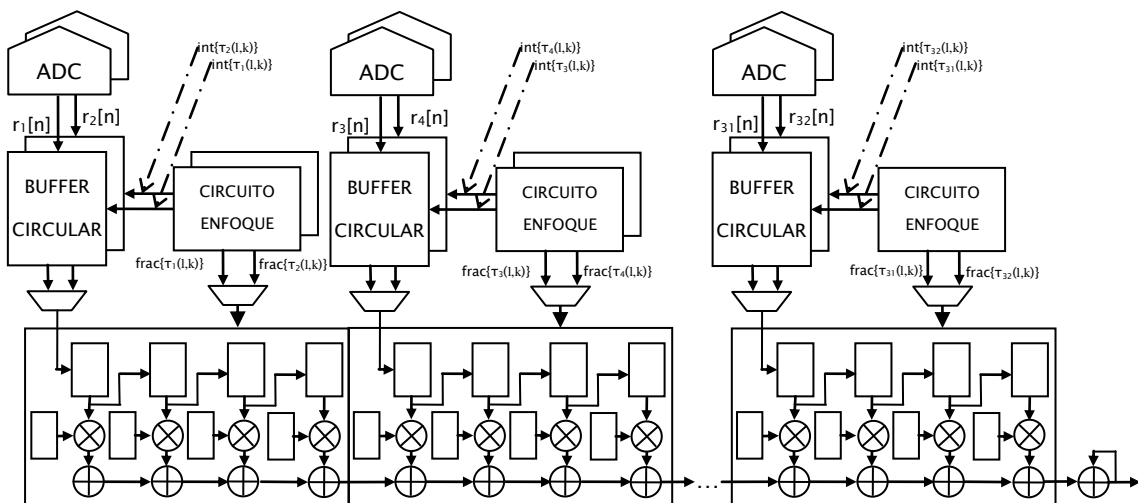 int{τ₂(l,k)}
int{τ₁(l,k)}
ADC
r₁[n]
r₂[n]
BUFFER
CIRCULAR
CIRCUITO
ENFOQUE
frac{τ₁(l,k)}
frac{τ₂(l,k)}
int{τ₄(l,k)}
int{τ₃(l,k)}
ADC
r₃[n]
r₄[n]
BUFFER
CIRCULAR
CIRCUITO
ENFOQUE
frac{τ₃(l,k)}
frac{τ₄(l,k)}
int{τ₃₂(l,k)}
int{τ₃₁(l,k)}
ADC
r₃₁[n]
r₃₂[n]
BUFFER
CIRCULAR
CIRCUITO
ENFOQUE
frac{τ₃₁(l,k)}
frac{τ₃₂(l,k)}
...